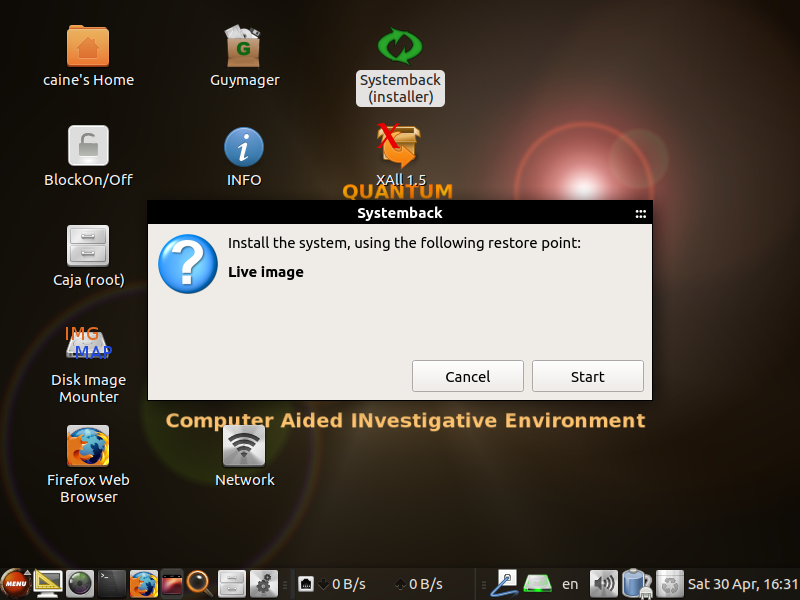 caine's Home
Guymager
Systemback
(installer)
BlockOn/Off
INFO
X
XAll 1.5
QUANTUM
Caja (root)
Systemback
Install the system, using the following restore point:
Live image
Cancel
Start
IMG
MAP
Disk Image
Mounter
Computer Aided INvestigative Environment
Firefox Web
Browser
Network
MENU
0 B/s
0 B/s
en
Sat 30 Apr, 16:31